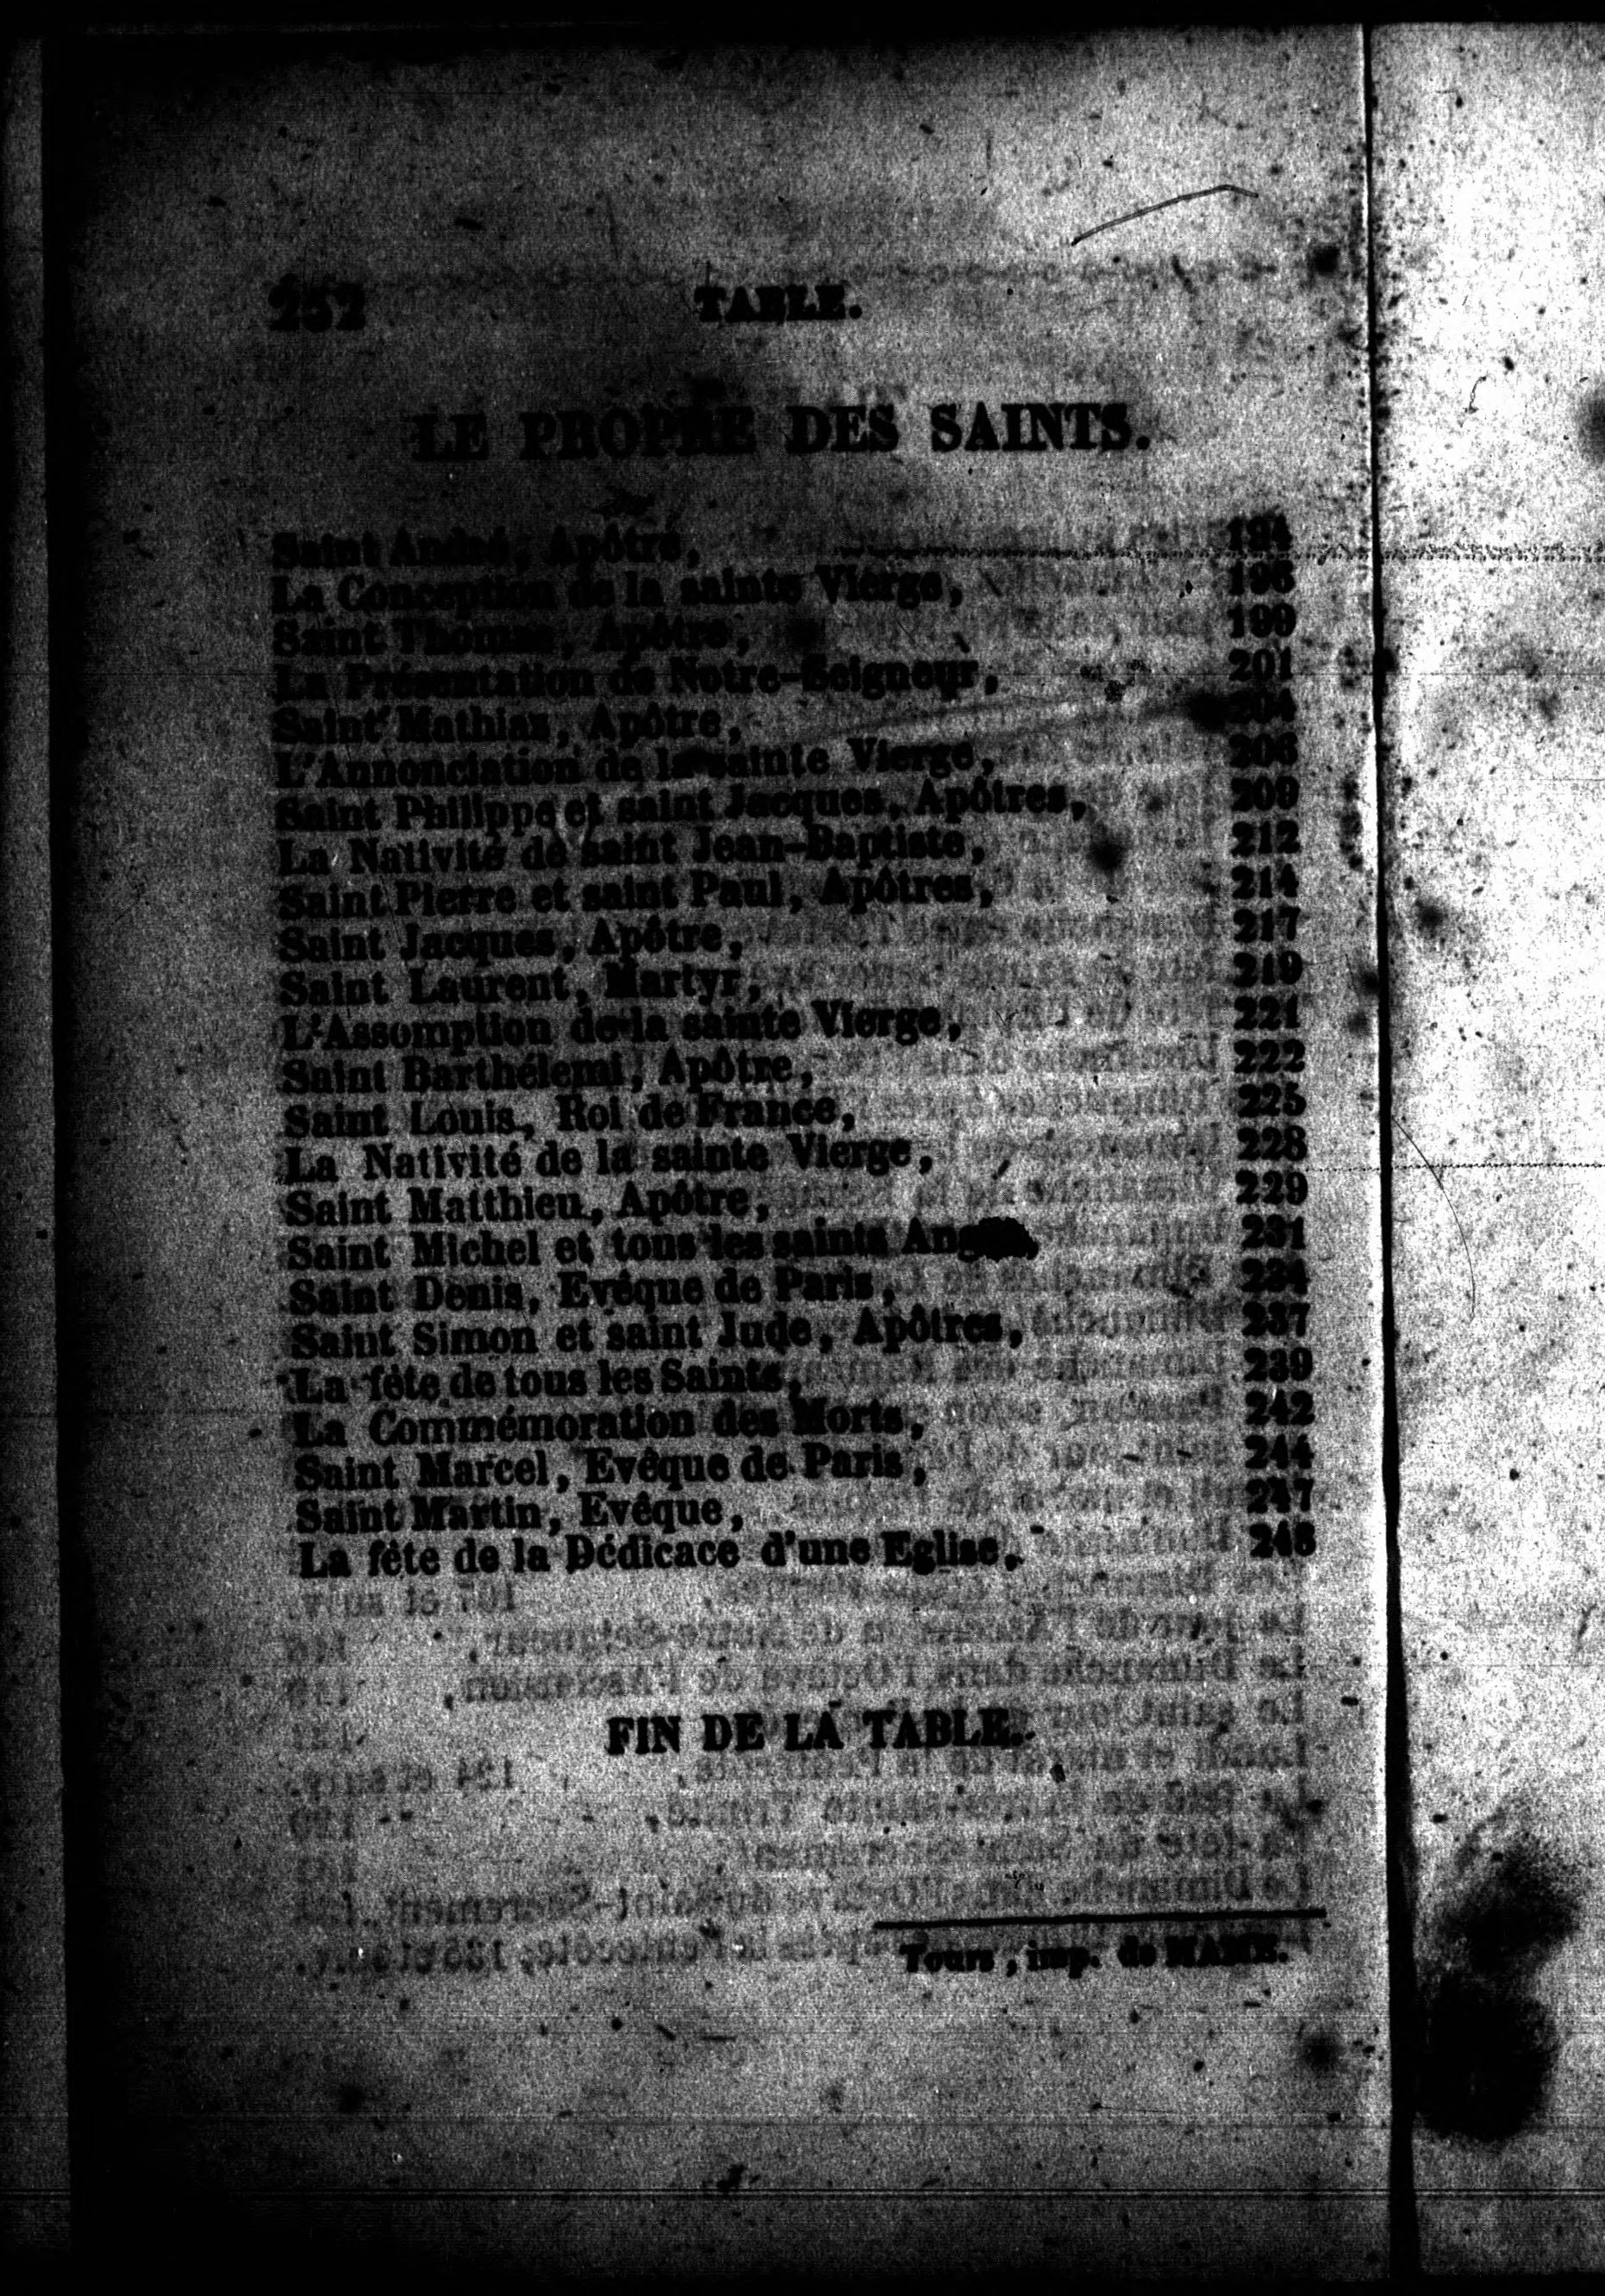 252 TABLE.
LE PROPRE DES SAINTS.
Saint André, Apôtre, 194
La Conception de la sainte Vierge, 196
Saint Thomas, Apôtre, 199
La Présentation de Notre-Seigneur, 201
Saint Mathias, Apôtre, 204
L'Annonciation de la sainte Vierge, 206
Saint Philippe et saint Jacques, Apôtres, 209
La Nativité de saint Jean-Baptiste, 212
Saint Pierre et saint Paul, Apôtres, 214
Saint Jacques, Apôtre, 217
Saint Laurent, Martyr, 219
L'Assomption de la sainte Vierge, 221
Saint Barthélemi, Apôtre, 222
Saint Louis, Roi de France, 225
La Nativité de la sainte Vierge, 228
Saint Matthieu, Apôtre, 229
Saint Michel et tous les saints Anges, 231
Saint Denis, Evêque de Paris, 234
Saint Simon et saint Jude, Apôtres, 237
La fête de tous les Saints, 239
La Commémoration des Morts, 242
Saint Marcel, Evêque de Paris, 244
Saint Martin, Evêque, 247
La fête de la Dédicace d'une Eglise, 248
FIN DE LA TABLE.
Tours, imp. de MAME.